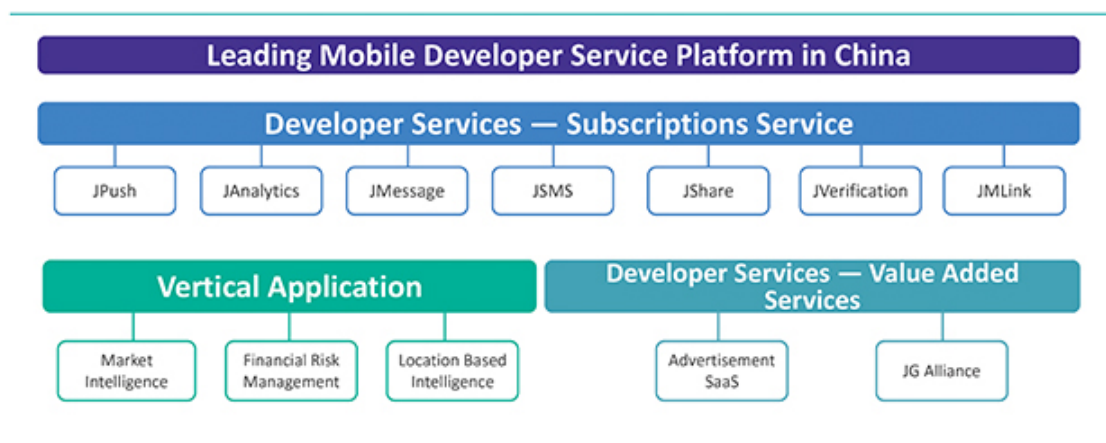 Leading Mobile Developer Service Platform in China
Developer Services — Subscriptions Service
JPush
JAnalytics
JMessage
JSMS
JShare
JVerification
JMLink
Vertical Application
Developer Services — Value Added
Services
Market
Intelligence
Financial Risk
Management
Location Based
Intelligence
Advertisement
SaaS
JG Alliance